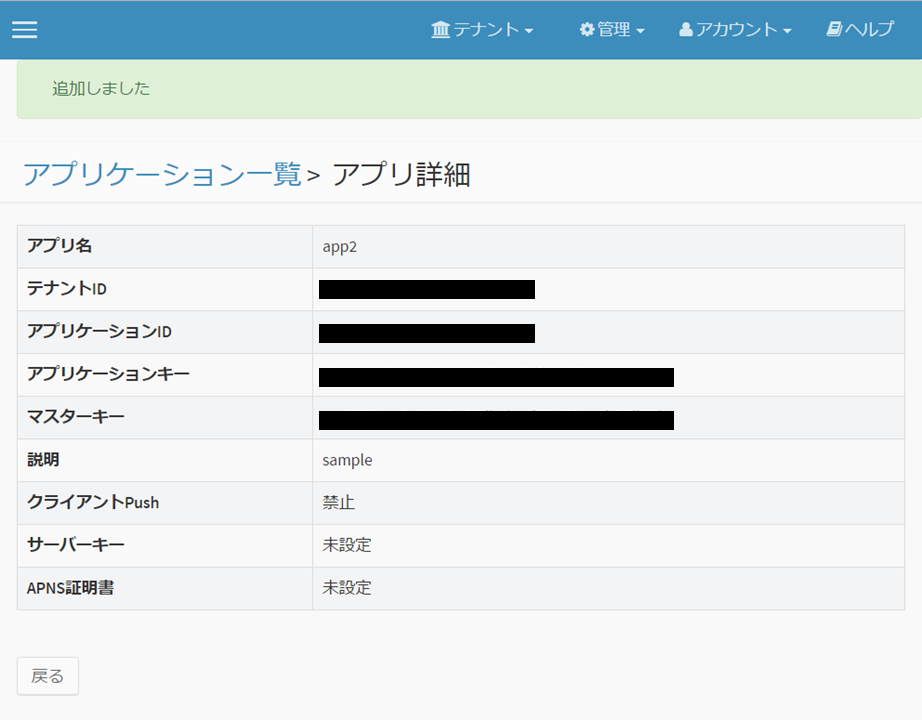 テナント 管理 アカウント ヘルプ
追加しました
アプリケーション一覧 > アプリ詳細
アプリ名 app2
テナントID
アプリケーションID
アプリケーションキー
マスターキー
説明 sample
クライアントPush 禁止
サーバーキー 未設定
APNS証明書 未設定
戻る